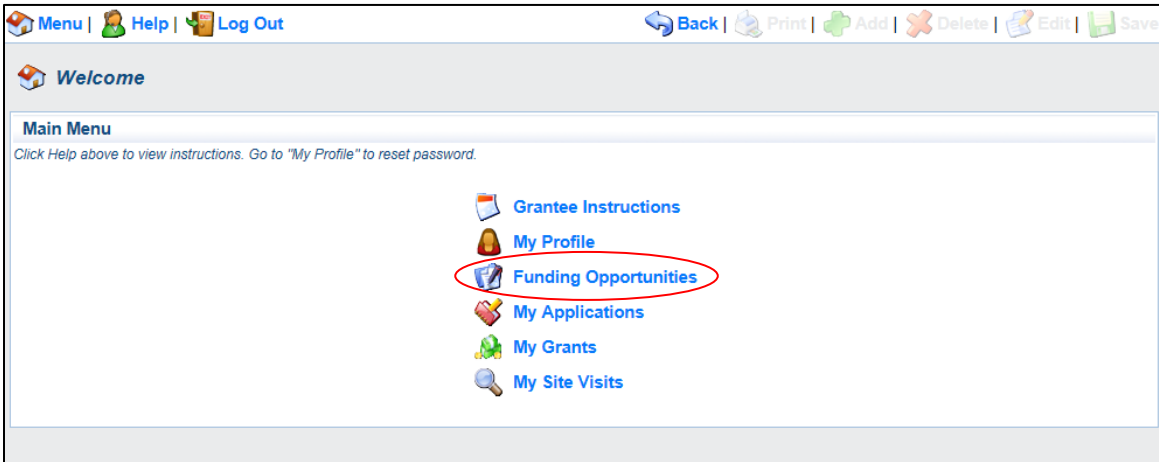 Menu | Help | Log Out Back | Print | Add | Delete | Edit | Save
Welcome
Main Menu
Click Help above to view instructions. Go to "My Profile" to reset password.
Grantee Instructions
My Profile
Funding Opportunities
My Applications
My Grants
My Site Visits